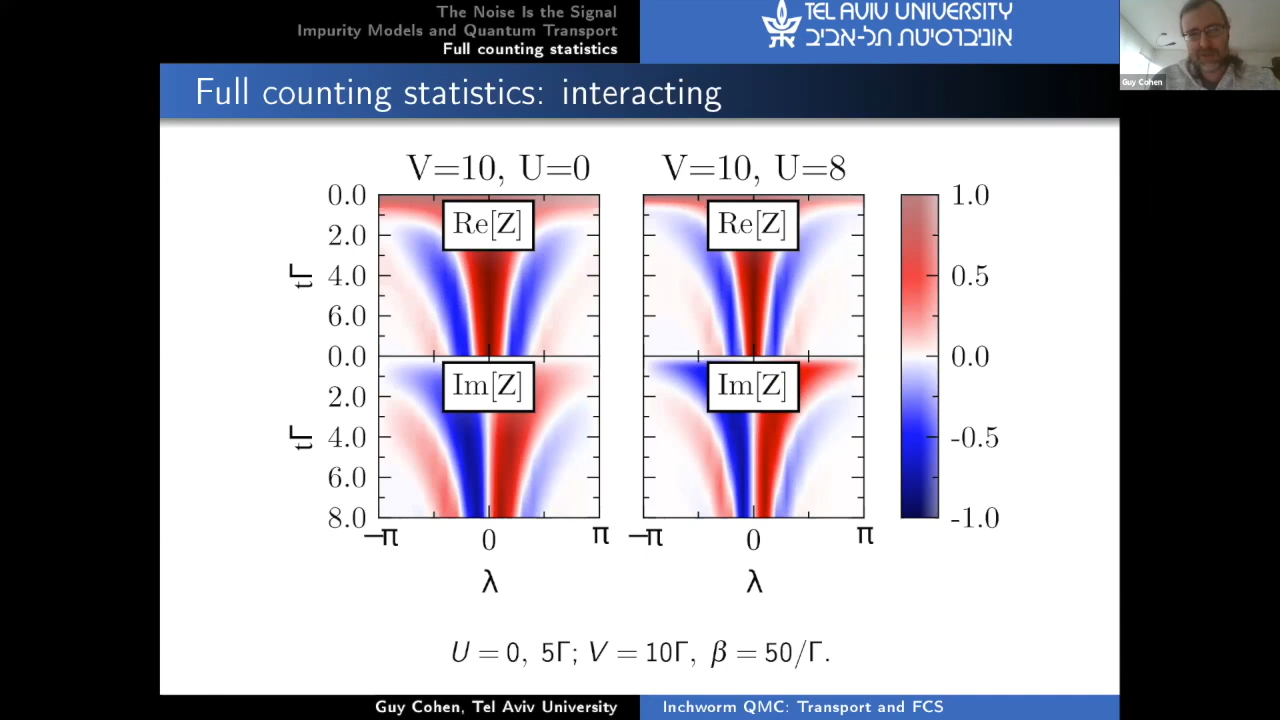 The Noise Is the Signal
Impurity Models and Quantum Transport
Full counting statistics
TEL AVIV UNIVERSITY
אוניברסיטת תל-אביב
Guy Cohen
Full counting statistics: interacting
V=10, U=0
V=10, U=8
0.0
2.0
4.0
6.0
0.0
2.0
4.0
6.0
8.0
tΓ
tΓ
Re[Z]
Re[Z]
Im[Z]
Im[Z]
1.0
0.5
0.0
-0.5
-1.0
−π 0 π
−π 0 π
λ
λ
U = 0, 5Γ; V = 10Γ, β = 50/Γ.
Guy Cohen, Tel Aviv University
Inchworm QMC: Transport and FCS